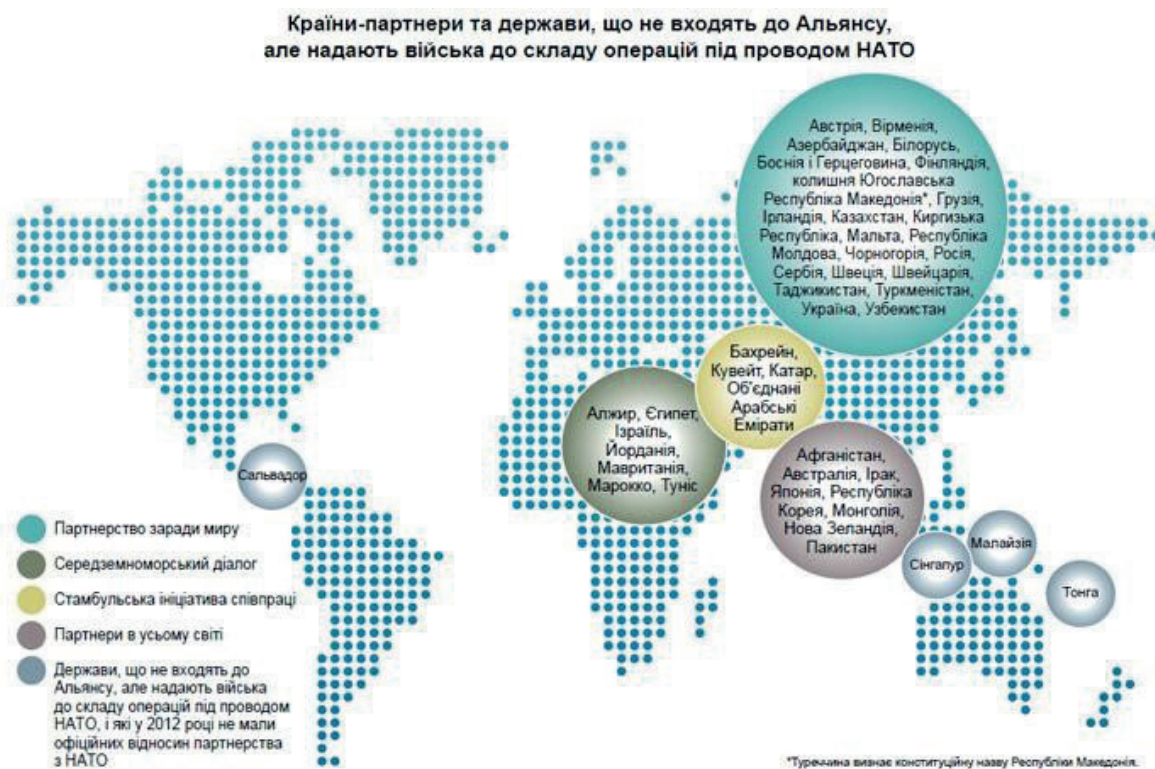 Країни-партнери та держави, що не входять до Альянсу,
але надають війська до складу операцій під проводом НАТО
Австрія, Вірменія,
Азербайджан, Білорусь,
Боснія і Герцеговина, Фінляндія,
колишня Югославська
Республіка Македонія*, Грузія,
Ірландія, Казахстан, Киргизька
Республіка, Мальта, Республіка
Молдова, Чорногорія, Росія,
Сербія, Швеція, Швейцарія,
Таджикистан, Туркменістан,
Україна, Узбекистан
Бахрейн,
Кувейт, Катар,
Об'єднані
Арабські
Емірати
Алжир, Єгипет,
Ізраїль,
Йорданія,
Мавританія,
Марокко, Туніс
Афганістан,
Австралія, Ірак,
Японія, Республіка
Корея, Монголія,
Нова Зеландія,
Пакистан
Сальвадор
Сінгапур
Малайзія
Тонга
Партнерство заради миру
Середземноморський діалог
Стамбульська ініціатива співпраці
Партнери в усьому світі
Держави, що не входять до
Альянсу, але надають війська
до складу операцій під проводом
НАТО, і які у 2012 році не мали
офіційних відносин партнерства
з НАТО
*Туреччина визнає конституційну назву Республіки Македонія.